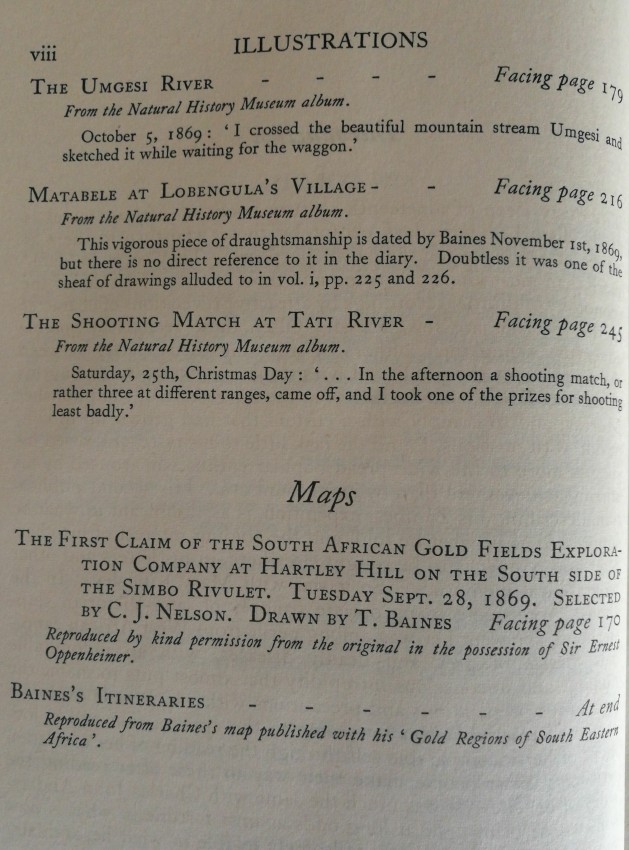 viii
ILLUSTRATIONS
The Umgesi River - - - - Facing page 179
From the Natural History Museum album.
October 5, 1869: ‘I crossed the beautiful mountain stream Umgesi and
sketched it while waiting for the waggon.’
Matabele at Lobengula’s Village - - Facing page 216
From the Natural History Museum album.
This vigorous piece of draughtsmanship is dated by Baines November 1st, 1869,
but there is no direct reference to it in the diary. Doubtless it was one of the
sheaf of drawings alluded to in vol. i, pp. 225 and 226.
The Shooting Match at Tati River - Facing page 245
From the Natural History Museum album.
Saturday, 25th, Christmas Day: ‘. . . In the afternoon a shooting match, or
rather three at different ranges, came off, and I took one of the prizes for shooting
least badly.’
Maps
The First Claim of the South African Gold Fields Explora-
tion Company at Hartley Hill on the South side of
the Simbo Rivulet. Tuesday Sept. 28, 1869. Selected
by C. J. Nelson. Drawn by T. Baines Facing page 170
Reproduced by kind permission from the original in the possession of Sir Ernest
Oppenheimer.
Baines’s Itineraries - - - - - - At end
Reproduced from Baines’s map published with his ‘Gold Regions of South Eastern
Africa’.